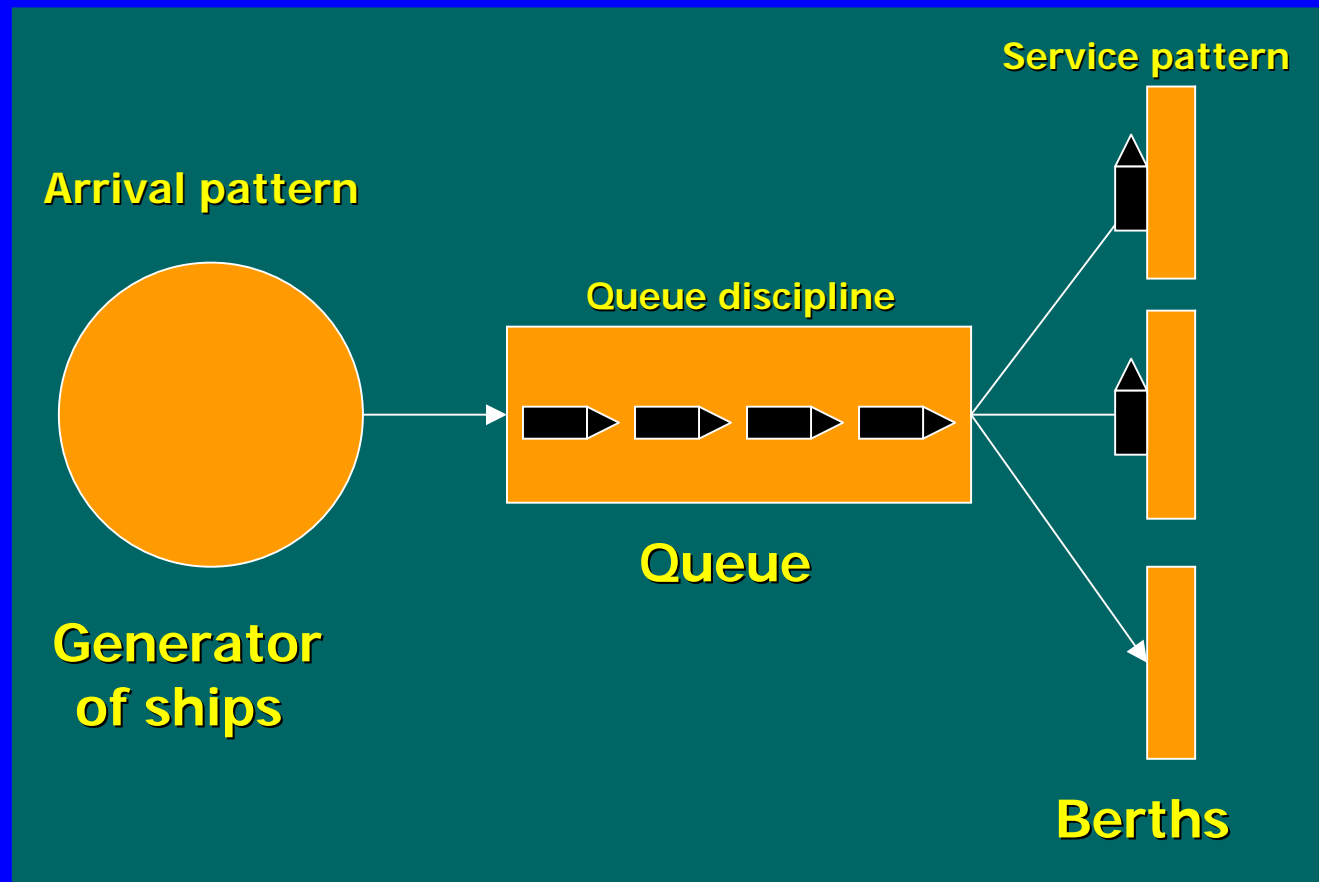 Service pattern
Arrival pattern
Queue discipline
Queue
Generator
of ships
Berths